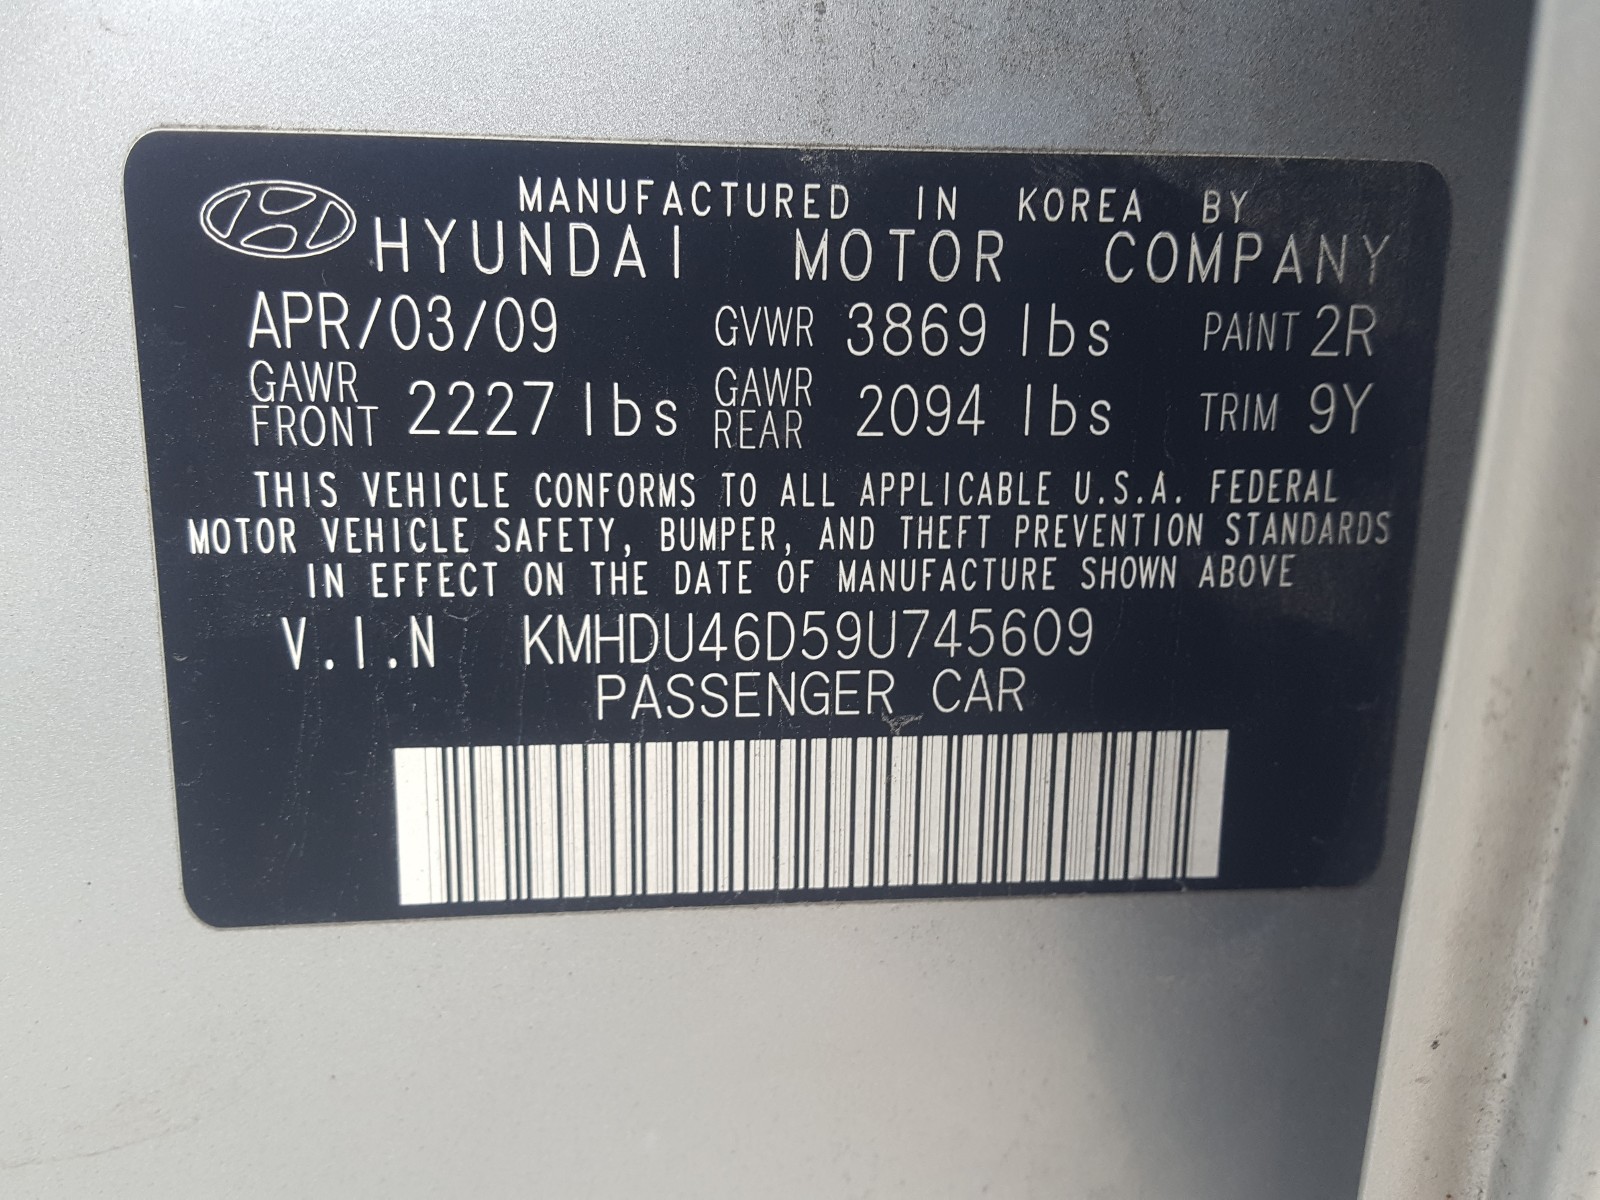 MANUFACTURED IN KOREA BY
HYUNDAI MOTOR COMPANY
APR/03/09 GVWR 3869 lbs PAINT 2R
GAWR FRONT 2227 lbs GAWR REAR 2094 lbs TRIM 9Y
THIS VEHICLE CONFORMS TO ALL APPLICABLE U.S.A. FEDERAL
MOTOR VEHICLE SAFETY, BUMPER, AND THEFT PREVENTION STANDARDS
IN EFFECT ON THE DATE OF MANUFACTURE SHOWN ABOVE
V.I.N KMHDU46D59U745609
PASSENGER CAR